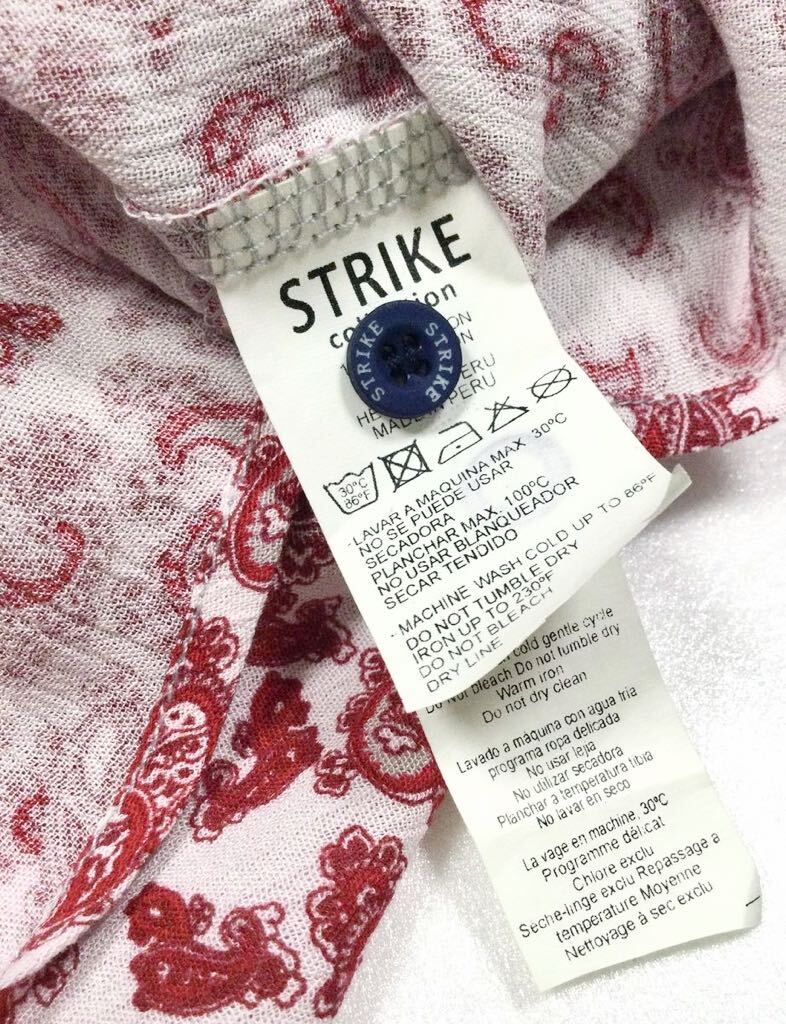 STRIKE
STRIKE STRIKE
MADE PERU
30°C
86°F
-LAVAR A MAQUINA MAX. 30°C
NO SE PUEDE USAR
SECADORA
PLANCHAR MAX. 100°C
NO USAR BLANQUEADOR
SECAR TENDIDO
- MACHINE WASH COLD UP TO 86°F
DO NOT TUMBLE DRY
IRON UP TO 230°F
DO NOT BLEACH
DRY LINE
cold gentle cycle
Do Not bleach Do not tumble dry
Warm iron
Do not dry clean
Lavado a máquina con agua fria
programa ropa delicada
No usar lejia
No utilizar secadora
Planchar a temperatura tibia
No lavar en seco
La vage en machine, 30°C
Programme délicat
Chlore exclu
Seche-linge exclu Repassage a
temperature Moyenne
Nettoyage à sec exclu